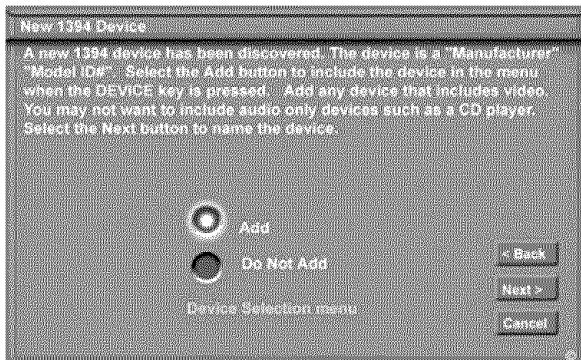 New 1394 Device
A new 1394 device has been discovered. The device is a "Manufacturer"
"Model ID#". Select the Add button to include the device in the menu
when the DEVICE key is pressed. Add any device that includes video.
You may not want to include audio only devices such as a CD player.
Select the Next button to name the device.
Add
Do Not Add
< Back
Next >
Device Selection menu
Cancel